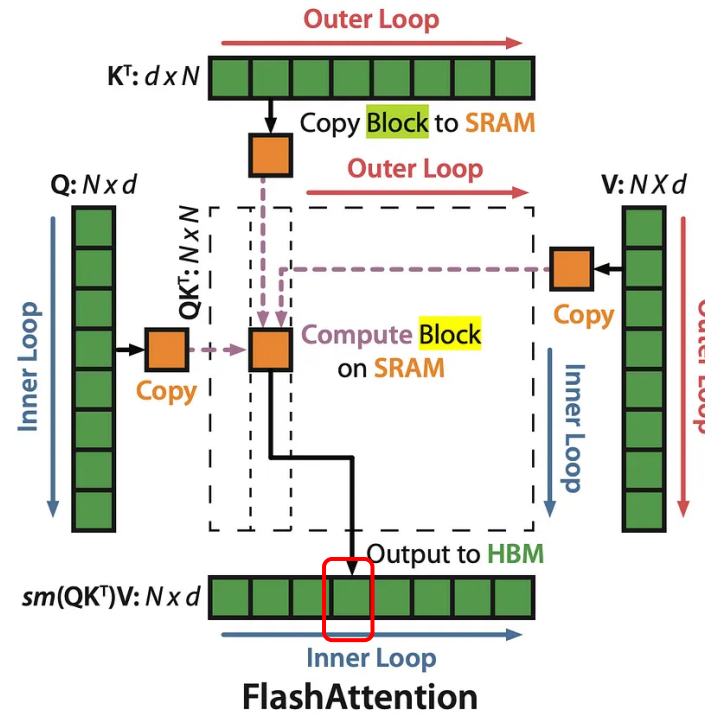 Outer Loop
Kᵀ: d x N
Copy Block to SRAM
Outer Loop
Q: N x d
V: N X d
QKᵀ: N x N
Copy
Compute Block
on SRAM
Copy
Inner Loop
Inner Loop
Outer Loop
Output to HBM
sm(QKᵀ)V: N x d
Inner Loop
FlashAttention